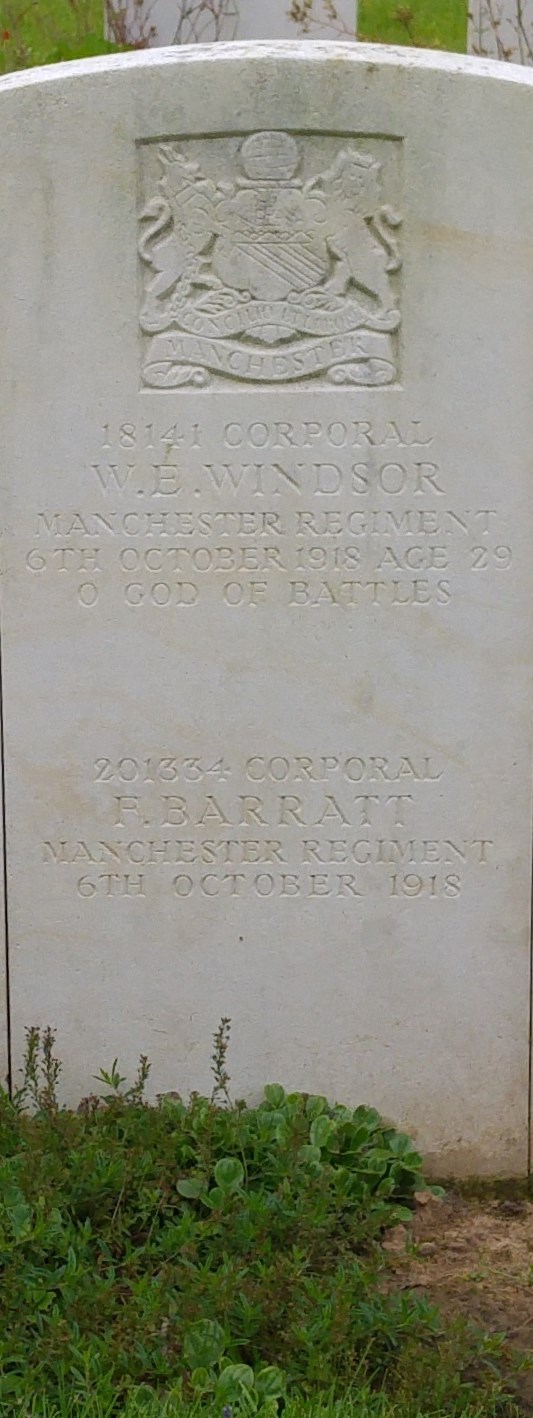 CONCILIO ET LABORE
MANCHESTER
18141 CORPORAL
W.E.WINDSOR
MANCHESTER REGIMENT
6TH OCTOBER 1918 AGE 29
O GOD OF BATTLES
201334 CORPORAL
F.BARRATT
MANCHESTER REGIMENT
6TH OCTOBER 1918